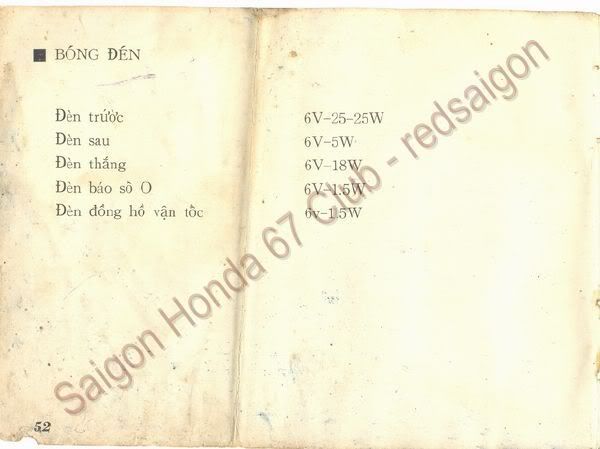 ■ BÓNG ĐÉN
Đèn trước 6V-25-25W
Đèn sau 6V-5W
Đèn thắng 6V-18W
Đèn báo số O 6V-1.5W
Đèn đồng hồ vận tốc 6v-1.5W
Saigon Honda 67 Club - redsaigon
52